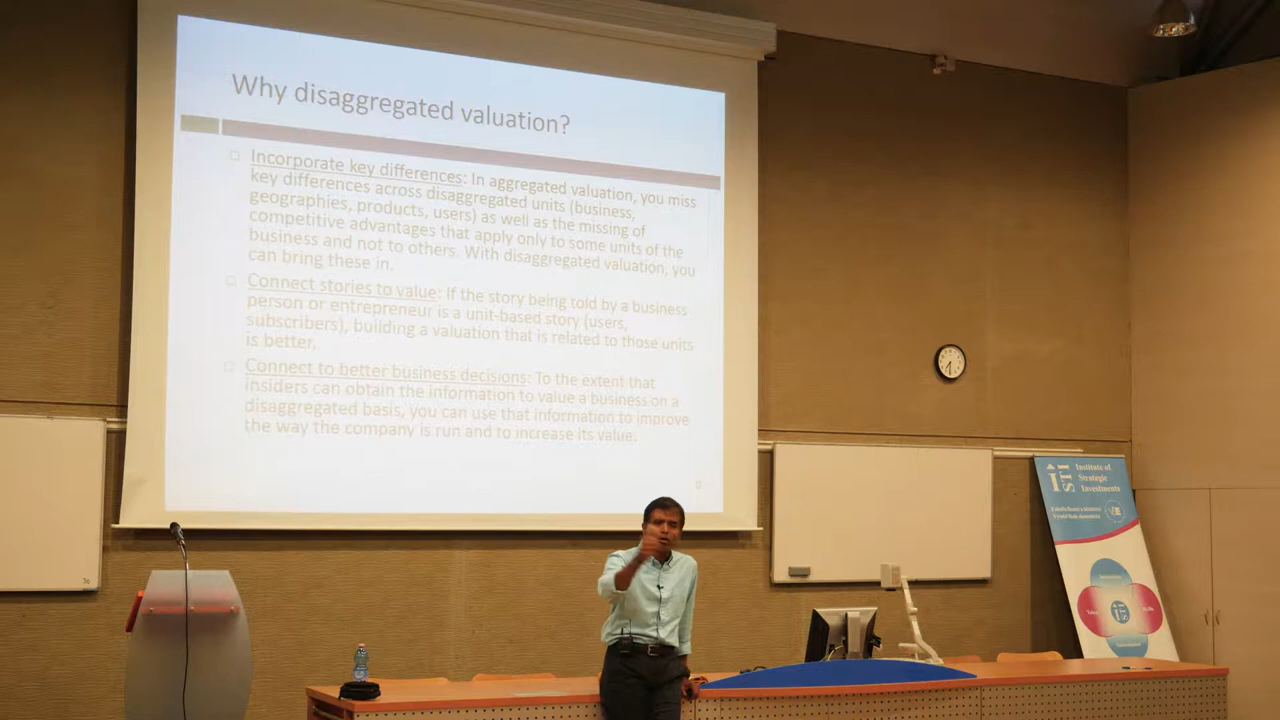 Why disaggregated valuation?
Incorporate key differences: In aggregated valuation, you miss
key differences across disaggregated units (business,
geographies, products, users) as well as the missing of
competitive advantages that apply only to some units of the
business and not to others. With disaggregated valuation, you
can bring these in.
Connect stories to value: If the story being told by a business
person or entrepreneur is a unit-based story (users,
subscribers), building a valuation that is related to those units
is better.
Connect to better business decisions: To the extent that
insiders can obtain the information to value a business on a
disaggregated basis, you can use that information to improve
the way the company is run and to increase its value.
Institute of
Strategic
Investments